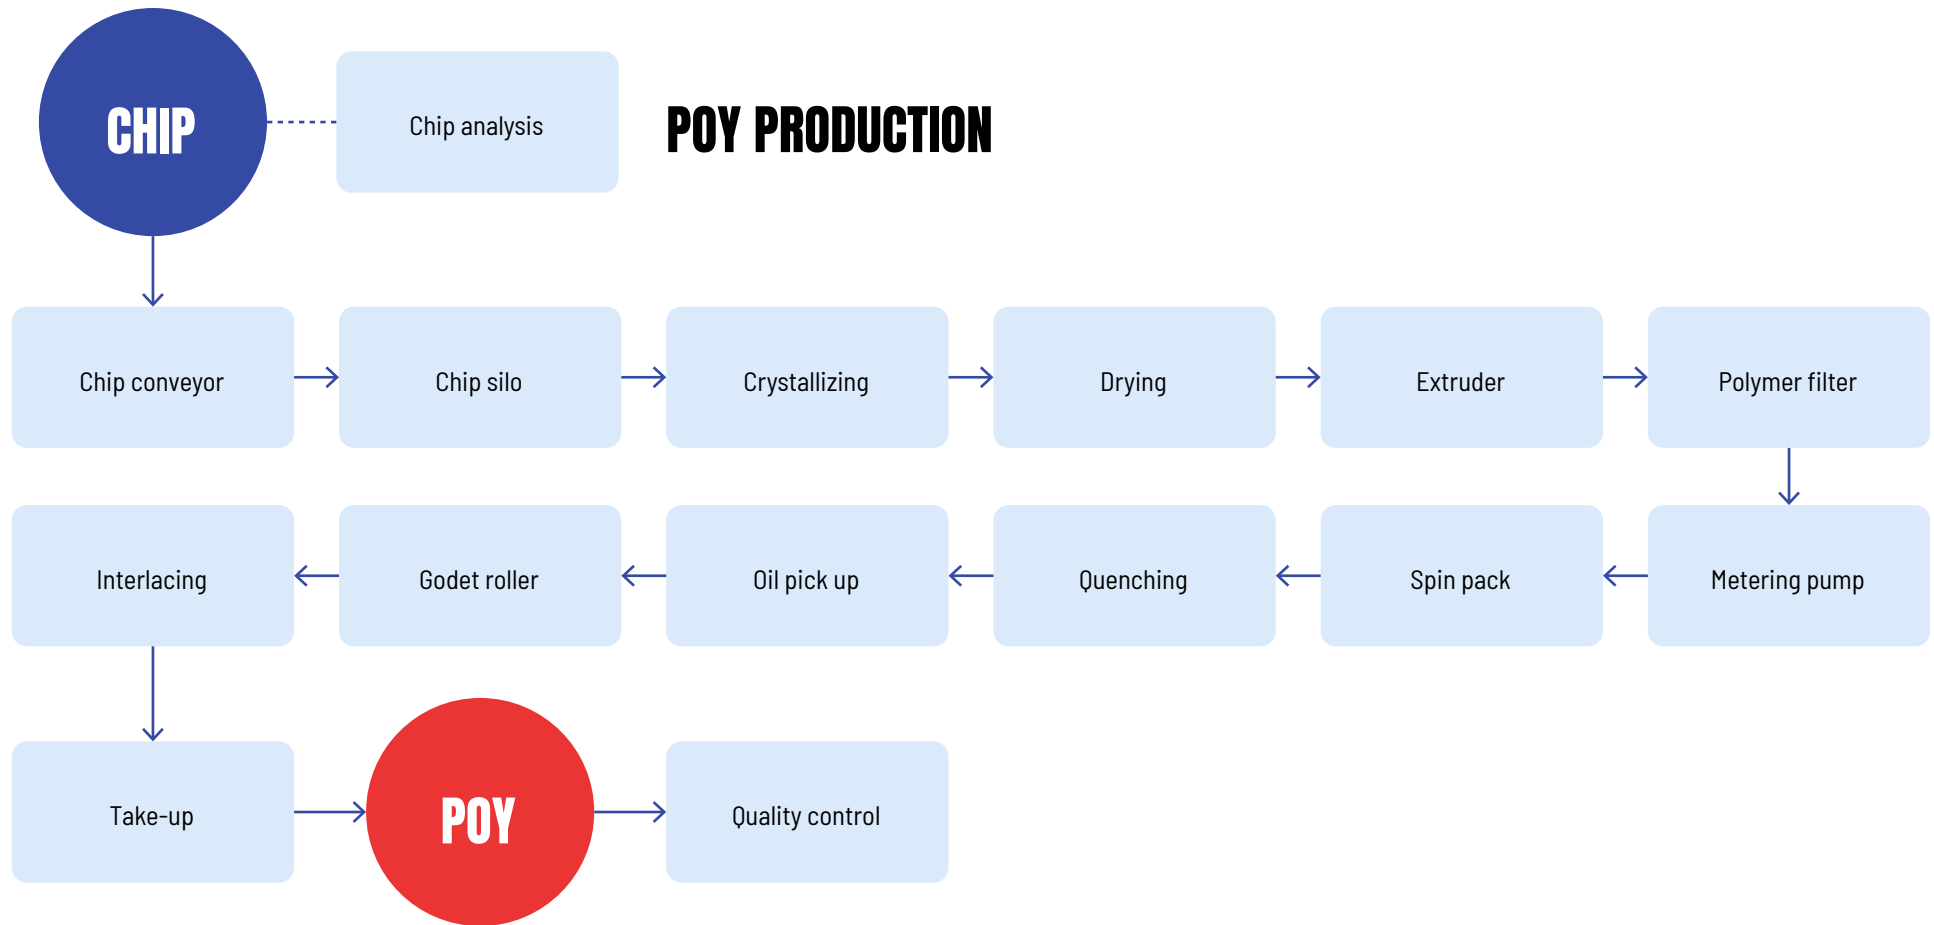 CHIP
Chip analysis
POY PRODUCTION
Chip conveyor
Chip silo
Crystallizing
Drying
Extruder
Polymer filter
Interlacing
Godet roller
Oil pick up
Quenching
Spin pack
Metering pump
Take-up
POY
Quality control